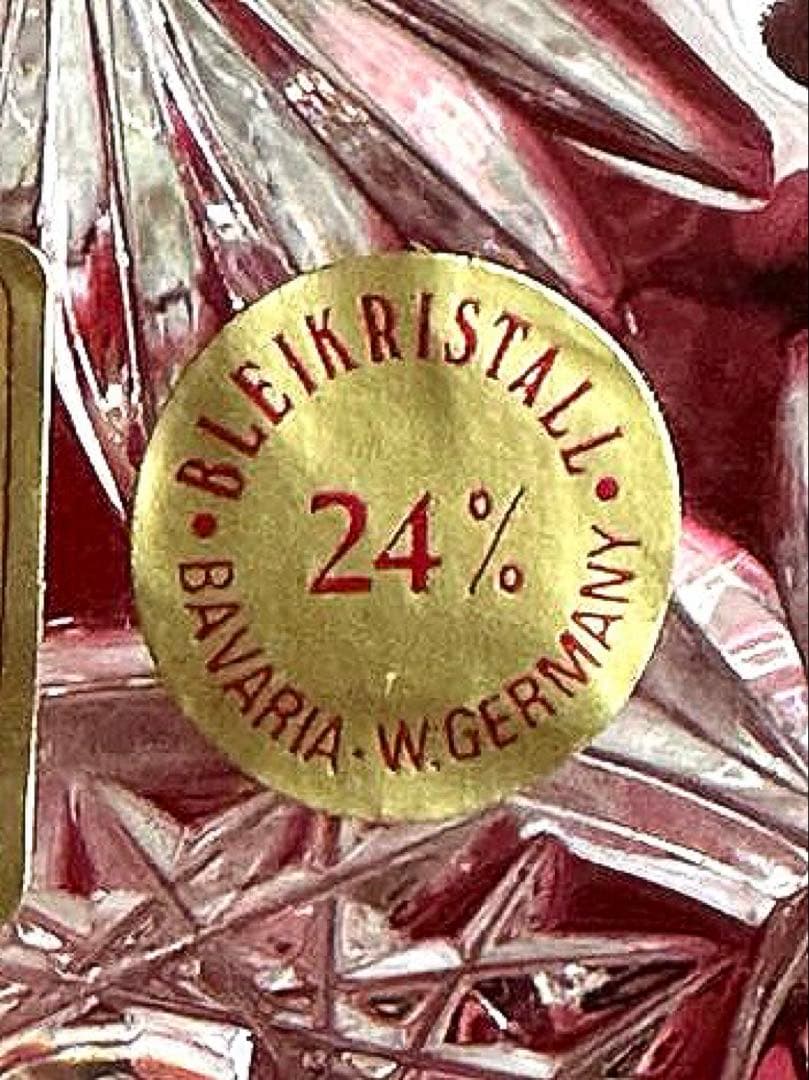 • BLEIKRISTALL •
24%
BAVARIA • W. GERMANY